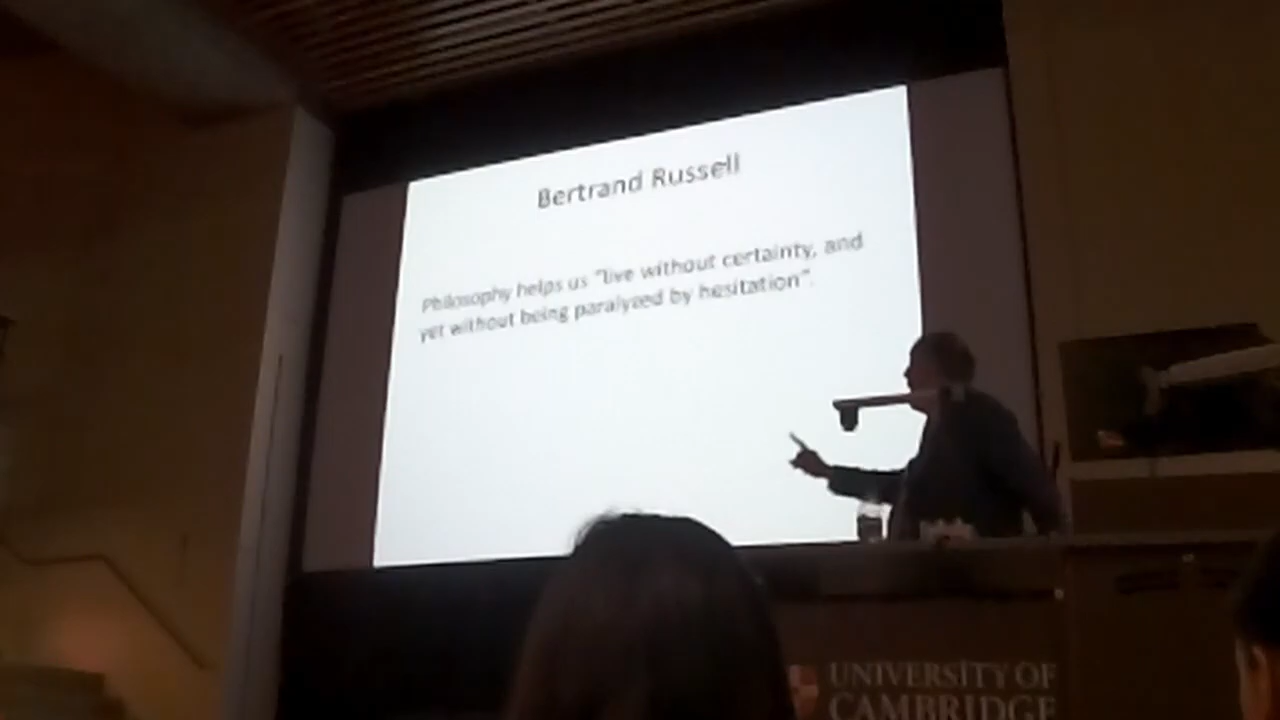 Bertrand Russell
Philosophy helps us "live without certainty, and
yet without being paralyzed by hesitation".
UNIVERSITY OF
CAMBRIDGE